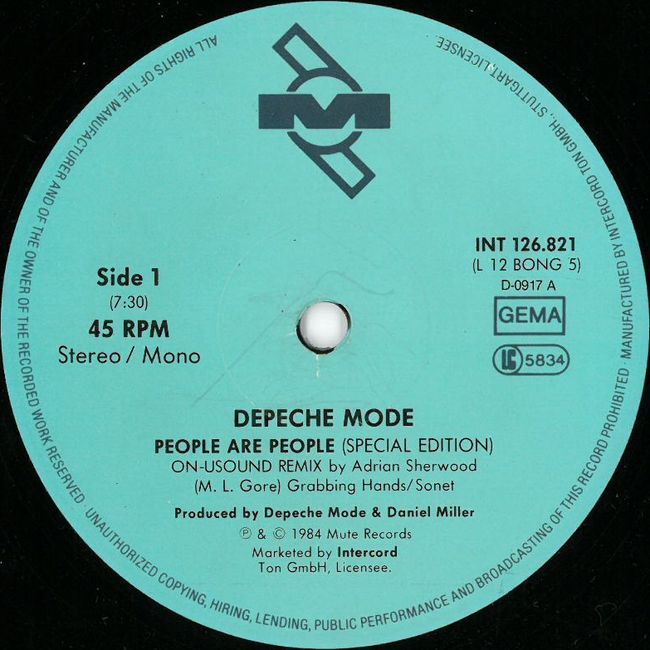 M
Side 1
(7:30)
45 RPM
Stereo / Mono
INT 126.821
(L 12 BONG 5)
D-0917 A
GEMA
LC 5834
DEPECHE MODE
PEOPLE ARE PEOPLE (SPECIAL EDITION)
ON-USOUND REMIX by Adrian Sherwood
(M. L. Gore) Grabbing Hands/Sonet
Produced by Depeche Mode & Daniel Miller
℗ & © 1984 Mute Records
Marketed by Intercord
Ton GmbH, Licensee.
ALL RIGHTS OF THE MANUFACTURER AND OF THE OWNER OF THE RECORDED WORK RESERVED · UNAUTHORIZED COPYING, HIRING, LENDING, PUBLIC PERFORMANCE AND BROADCASTING OF THIS RECORD PROHIBITED · MANUFACTURED BY INTERCORD TON GMBH, STUTTGART-LICENSEE.